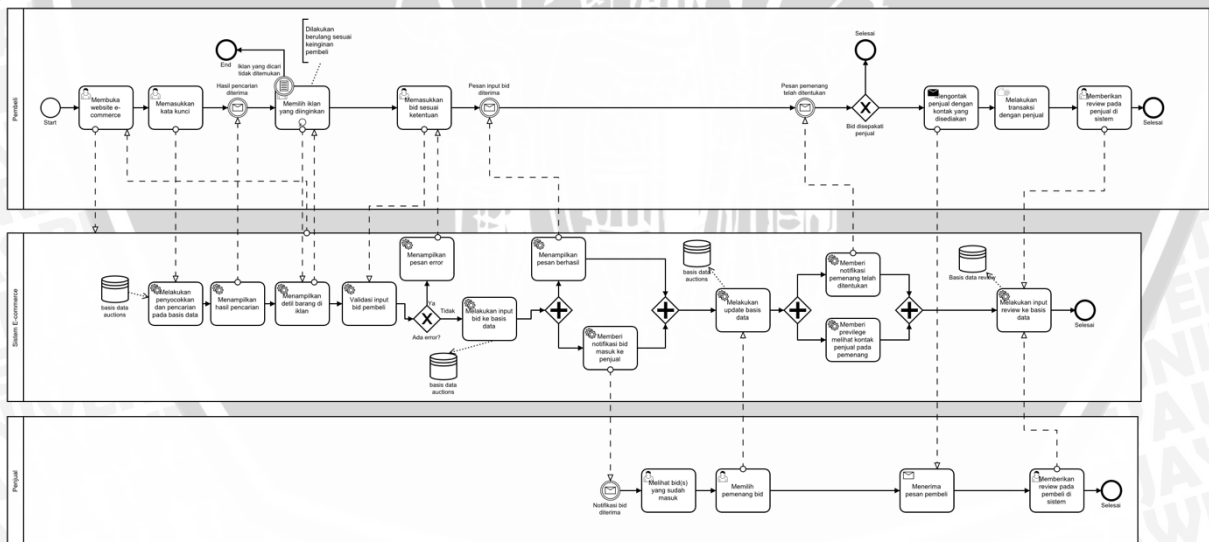 Pembeli
Start
Membuka
website e-
commerce
Memasukkan
kata kunci
End
Hasil pencarian
diterima
Iklan yang dicari
tidak ditemukan
Memilih iklan
yang diinginkan
Dilakukan
berulang sesuai
keinginan
pembeli
Memasukkan
bid sesuai
ketentuan
Pesan input bid
diterima
Pesan pemenang
telah ditentukan
Selesai
Bid disepakati
penjual
Mengontak
penjual dengan
kontak yang
disediakan
Melakukan
transaksi
dengan penjual
Memberikan
review pada
penjual di
sistem
Selesai
Sistem E-commerce
basis data
auctions
Melakukan
penyocokkan
dan pencarian
pada basis data
Menampilkan
hasil pencarian
Menampilkan
detil barang di
iklan
Validasi input
bid pembeli
Menampilkan
pesan error
Ya
Tidak
Ada error?
Melakukan input
bid ke basis
data
basis data
auctions
Menampilkan
pesan berhasil
Memberi
notifikasi bid
masuk ke
penjual
basis data
auctions
Melakukan
update basis
data
Memberi
notifikasi
pemenang telah
ditentukan
Memberi
previlege
melihat kontak
penjual pada
pemenang
Basis data review
Melakukan input
review ke basis
data
Selesai
Penjual
Notifikasi bid
diterima
Melihat bid(s)
yang sudah
masuk
Memilih
pemenang bid
Menerima
pesan pembeli
Memberikan
review pada
pembeli di
sistem
Selesai